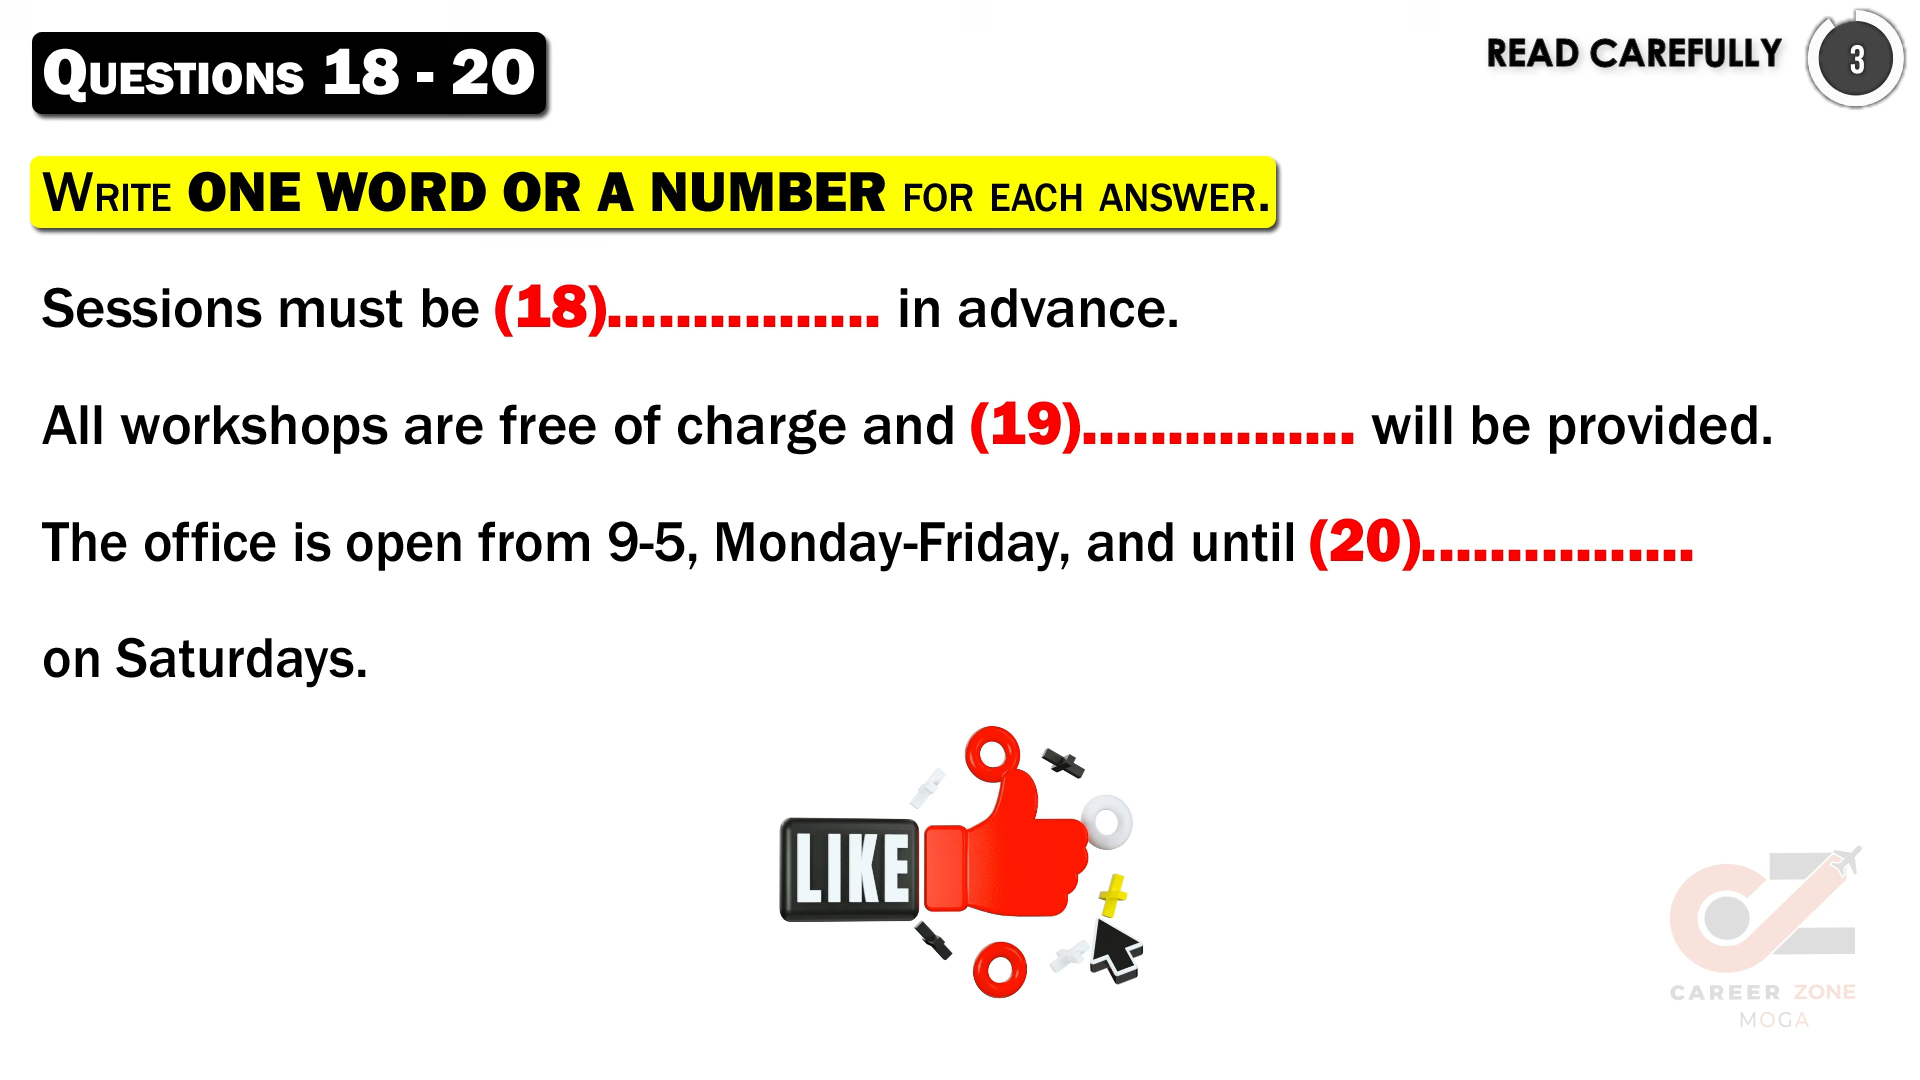 QUESTIONS 18 - 20
READ CAREFULLY
3
WRITE ONE WORD OR A NUMBER FOR EACH ANSWER.
Sessions must be (18)................ in advance.
All workshops are free of charge and (19)................ will be provided.
The office is open from 9-5, Monday-Friday, and until (20)................
on Saturdays.
LIKE
CAREER ZONE
MOGA